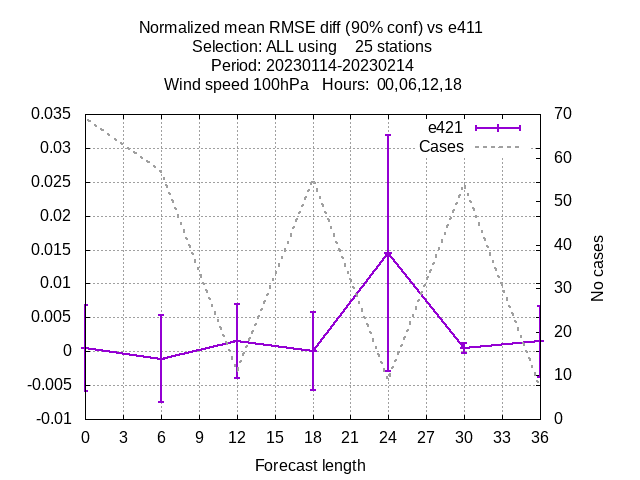 Normalized mean RMSE diff (90% conf) vs e411
Selection: ALL using    25 stations
Period: 20230114-20230214
Wind speed 100hPa   Hours:  00,06,12,18
e421
Cases
0.035
0.03
0.025
0.02
0.015
0.01
0.005
0
-0.005
-0.01
70
60
50
40
30
20
10
0
No cases
0 3 6 9 12 15 18 21 24 27 30 33 36
Forecast length